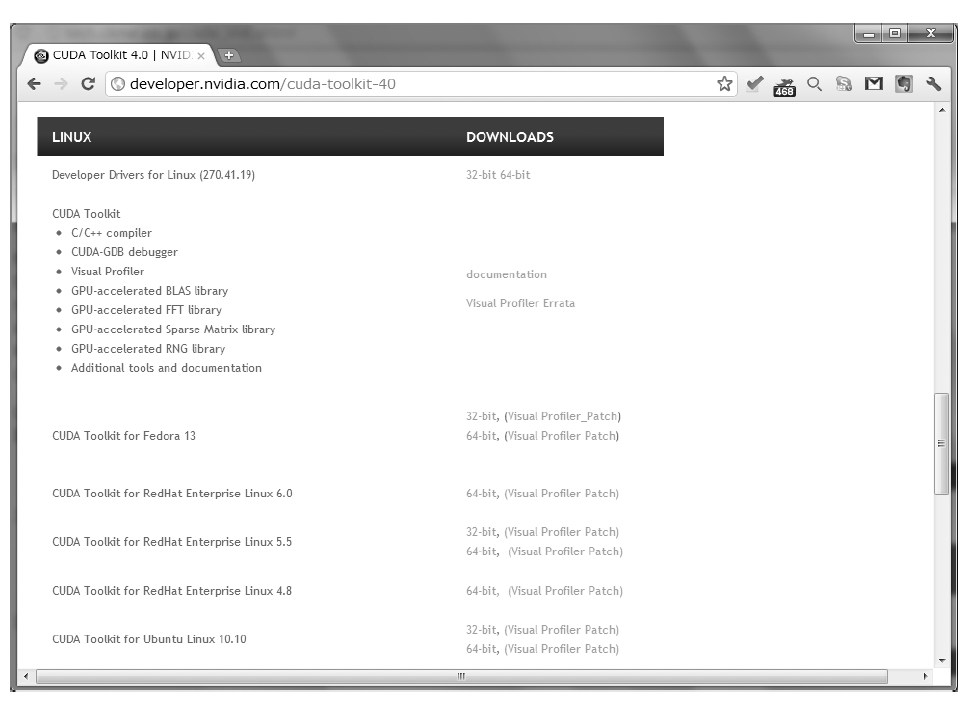 CUDA Toolkit 4.0 | NVID
developer.nvidia.com/cuda-toolkit-40
468
LINUX DOWNLOADS
Developer Drivers for Linux (270.41.19) 32-bit 64-bit
CUDA Toolkit
• C/C++ compiler
• CUDA-GDB debugger
• Visual Profiler
• GPU-accelerated BLAS library
• GPU-accelerated FFT library
• GPU-accelerated Sparse Matrix library
• GPU-accelerated RNG library
• Additional tools and documentation
documentation
Visual Profiler Errata
CUDA Toolkit for Fedora 13
32-bit, (Visual Profiler_Patch)
64-bit, (Visual Profiler Patch)
CUDA Toolkit for RedHat Enterprise Linux 6.0 64-bit, (Visual Profiler Patch)
CUDA Toolkit for RedHat Enterprise Linux 5.5
32-bit, (Visual Profiler Patch)
64-bit, (Visual Profiler Patch)
CUDA Toolkit for RedHat Enterprise Linux 4.8 64-bit, (Visual Profiler Patch)
CUDA Toolkit for Ubuntu Linux 10.10
32-bit, (Visual Profiler Patch)
64-bit, (Visual Profiler Patch)